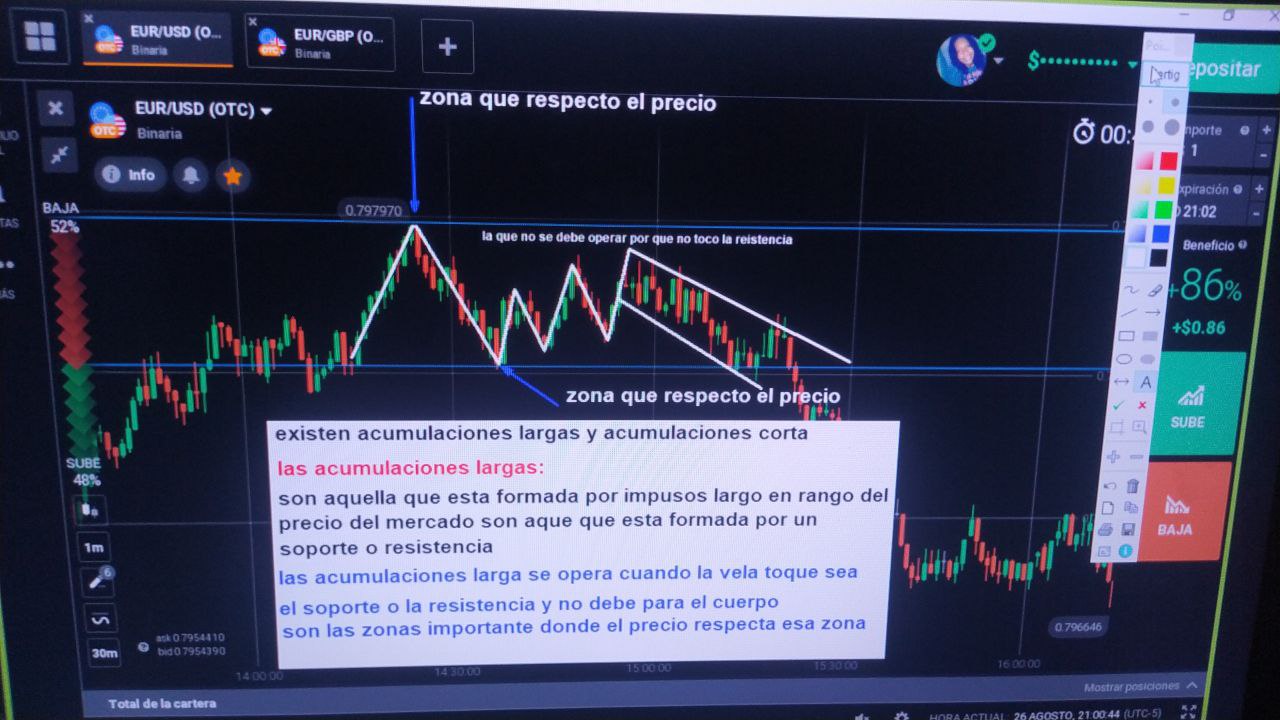 EUR/USD (O...
Binaria
EUR/GBP (O...
Binaria
+
EUR/USD (OTC)
Binaria
OTC
Info
zona que respecto el precio
epositar
00:
mporte
1
xpiración
21:02
Beneficio
+86%
+$0.86
SUBE
BAJA
BAJA
52%
0.797970
la que no se debe operar por que no toco la reistencia
zona que respecto el precio
existen acumulaciones largas y acumulaciones corta
las acumulaciones largas:
son aquella que esta formada por impusos largo en rango del
precio del mercado son aque que esta formada por un
soporte o resistencia
las acumulaciones larga se opera cuando la vela toque sea
el soporte o la resistencia y no debe para el cuerpo
son las zonas importante donde el precio respecta esa zona
SUBE
48%
1m
6
30m
ask 0.7954410
bid 0.7954390
0.796646
14:00:00
14:30:00
15:00:00
15:30:00
16:00:00
Mostrar posiciones
Total de la cartera
HORA ACTUAL: 26 AGOSTO, 21:00:44 (UTC-5)